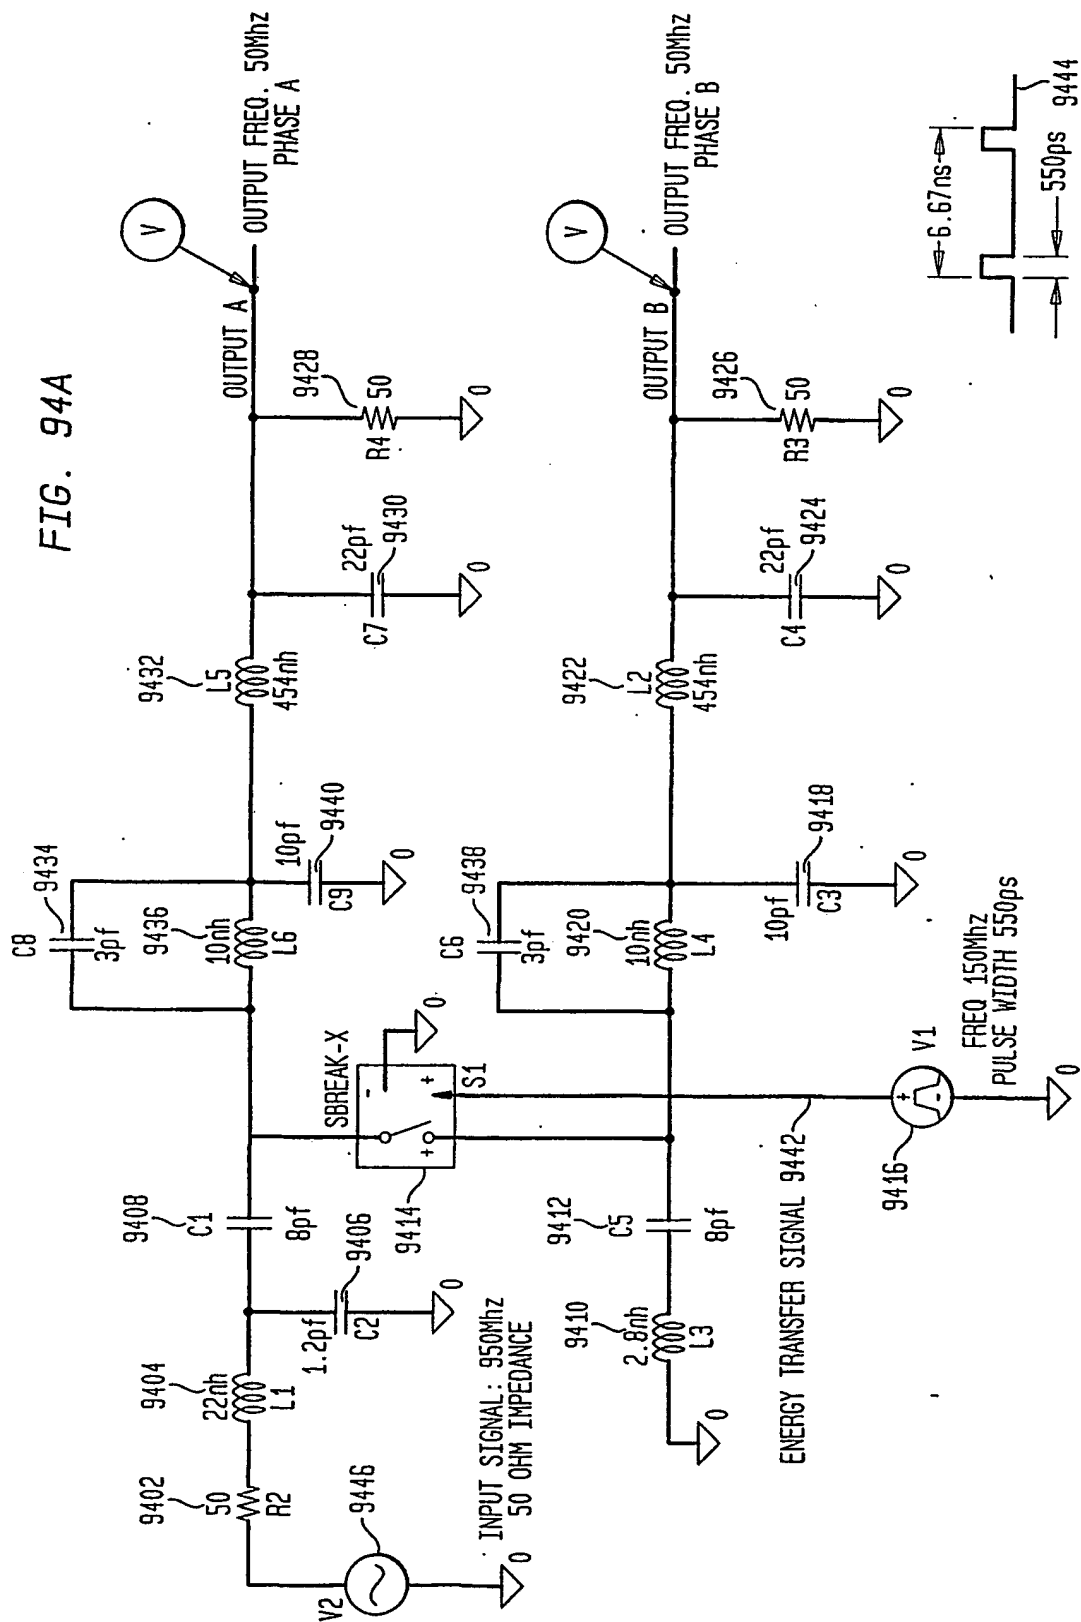 FIG. 94A
OUTPUT FREQ. 50Mhz
PHASE A
V
OUTPUT A
9428
50
R4
0
22pf
9430
C7
0
9432
L5
454nh
10pf
9440
C9
0
C8
9434
3pf
9436
10nh
L6
SBREAK-X
-
0
+
S1
+
9414
9408
C1
8pf
9406
1.2pf
C2
0
9404
22nh
L1
9402
50
R2
9446
V2
0
INPUT SIGNAL: 950Mhz
50 OHM IMPEDANCE
OUTPUT FREQ. 50Mhz
PHASE B
V
OUTPUT B
9426
50
R3
0
22pf
9424
C4
0
9422
L2
454nh
9418
10pf
C3
0
C6
9438
3pf
9420
10nh
L4
9412
C5
8pf
9410
2.8nh
L3
0
ENERGY TRANSFER SIGNAL 9442
9416
+
-
V1
FREQ 150Mhz
PULSE WIDTH 550ps
0
6.67ns
550ps
9444